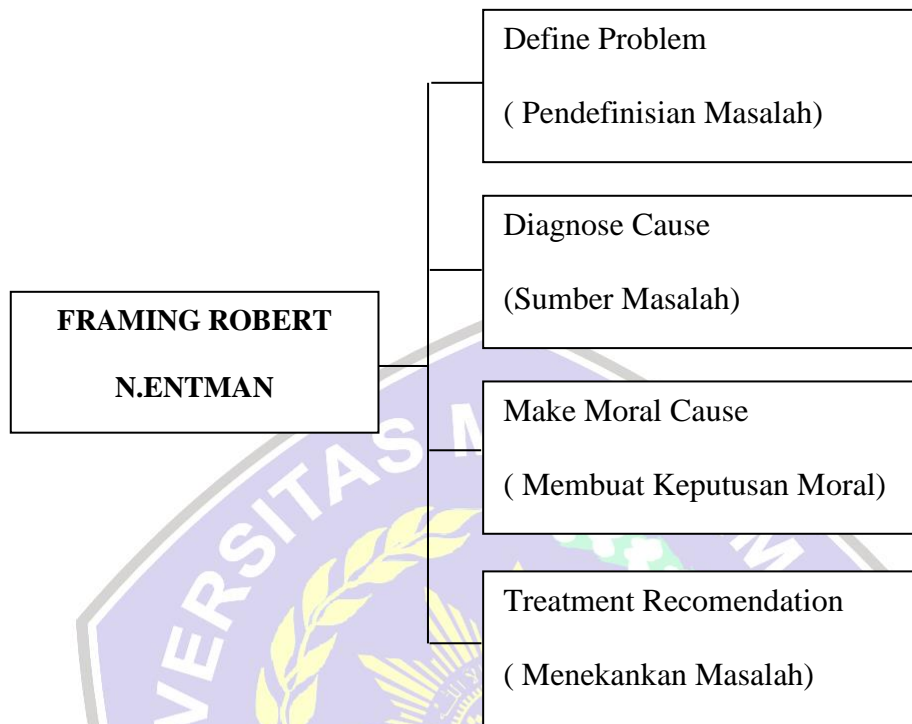 Define Problem
( Pendefinisian Masalah)
Diagnose Cause
(Sumber Masalah)
FRAMING ROBERT
N.ENTMAN
Make Moral Cause
( Membuat Keputusan Moral)
Treatment Recomendation
( Menekankan Masalah)
VERSITAS M
M